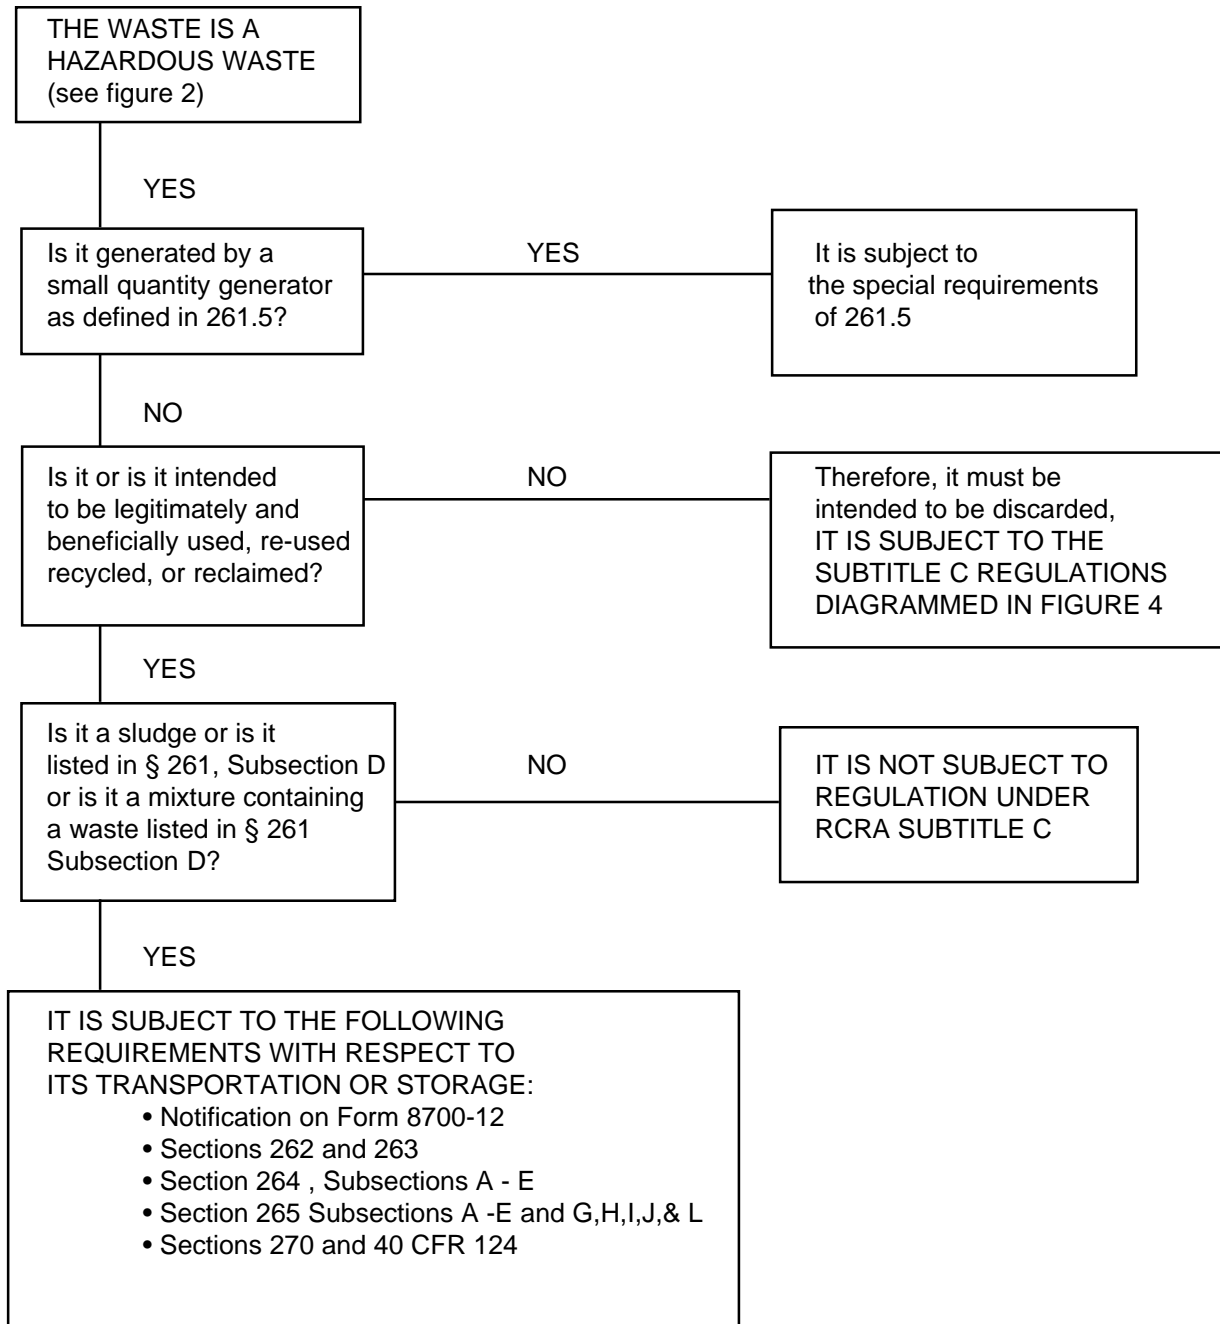 THE WASTE IS A
HAZARDOUS WASTE
(see figure 2)
YES
Is it generated by a
small quantity generator
as defined in 261.5?
YES
It is subject to
the special requirements
of 261.5
NO
Is it or is it intended
to be legitimately and
beneficially used, re-used
recycled, or reclaimed?
NO
Therefore, it must be
intended to be discarded,
IT IS SUBJECT TO THE
SUBTITLE C REGULATIONS
DIAGRAMMED IN FIGURE 4
YES
Is it a sludge or is it
listed in § 261, Subsection D
or is it a mixture containing
a waste listed in § 261
Subsection D?
NO
IT IS NOT SUBJECT TO
REGULATION UNDER
RCRA SUBTITLE C
YES
IT IS SUBJECT TO THE FOLLOWING
REQUIREMENTS WITH RESPECT TO
ITS TRANSPORTATION OR STORAGE:
• Notification on Form 8700-12
• Sections 262 and 263
• Section 264 , Subsections A - E
• Section 265 Subsections A -E and G,H,I,J,& L
• Sections 270 and 40 CFR 124